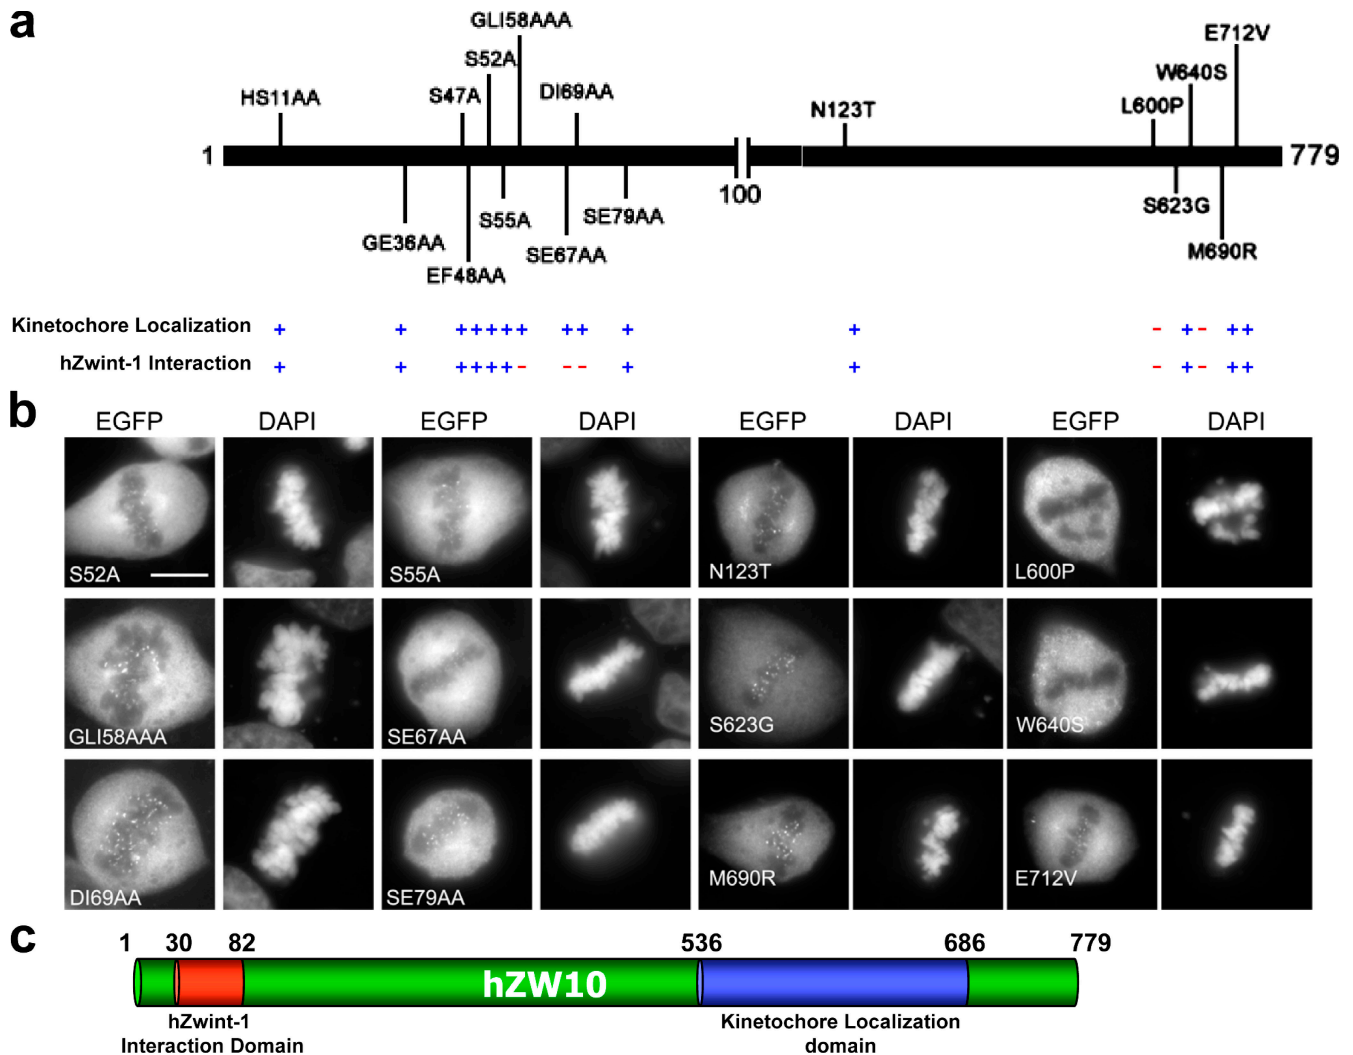 a
GLI58AAA
E712V
S52A
W640S
HS11AA
S47A
DI69AA
N123T
L600P
1
779
100
GE36AA
S55A
SE79AA
S623G
EF48AA
SE67AA
M690R
Kinetochore Localization + + +++++ ++ + + - + - ++
hZwint-1 Interaction + + ++++- -- + + - + - ++
b
EGFP DAPI EGFP DAPI EGFP DAPI EGFP DAPI
S52A S55A N123T L600P
GLI58AAA SE67AA S623G W640S
DI69AA SE79AA M690R E712V
c
1 30 82 536 686 779
hZW10
hZwint-1
Interaction Domain
Kinetochore Localization
domain